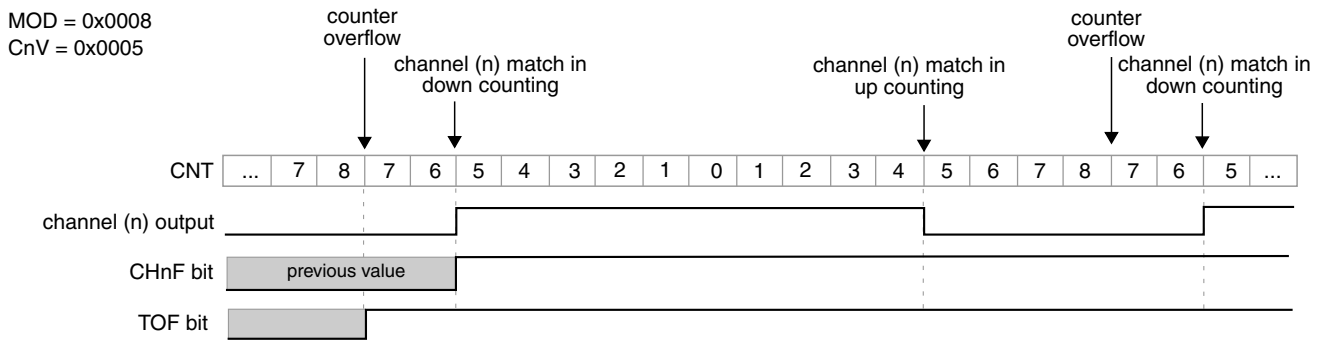 MOD = 0x0008
CnV = 0x0005
counter
overflow
channel (n) match in
down counting
channel (n) match in
up counting
counter
overflow
channel (n) match in
down counting
CNT ... 7 8 7 6 5 4 3 2 1 0 1 2 3 4 5 6 7 8 7 6 5 ...
channel (n) output
CHnF bit previous value
TOF bit